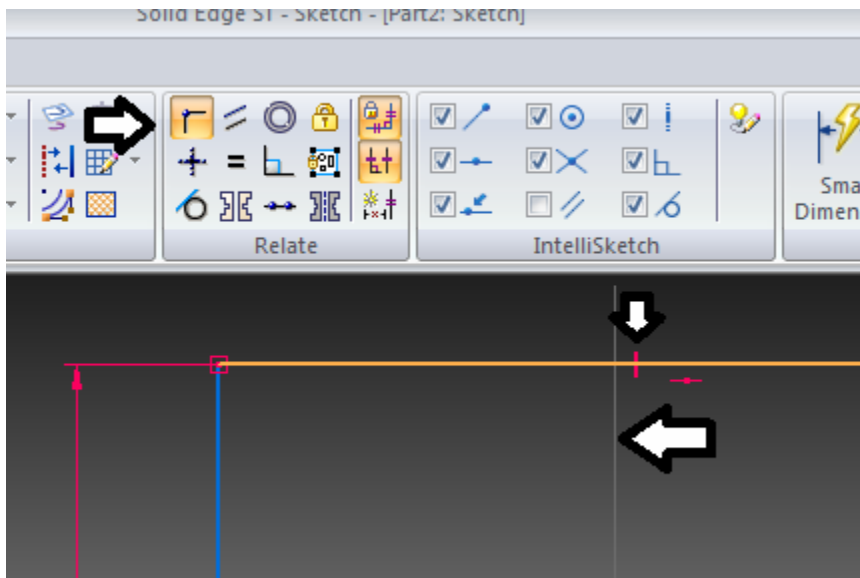 Solid Edge ST - Sketch - [Part2: Sketch]
Relate
IntelliSketch
Sma
Dimen